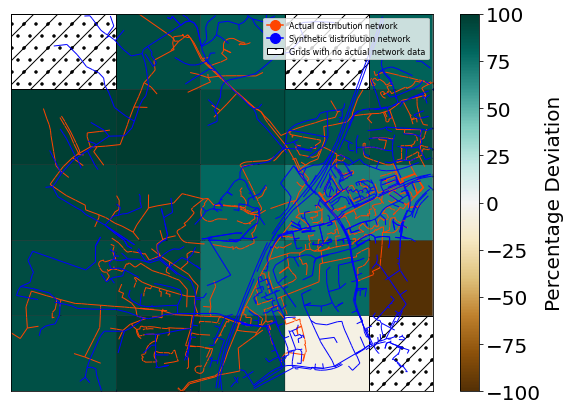 Actual distribution network
Synthetic distribution network
Grids with no actual network data
100
75
50
25
0
−25
−50
−75
−100
Percentage Deviation